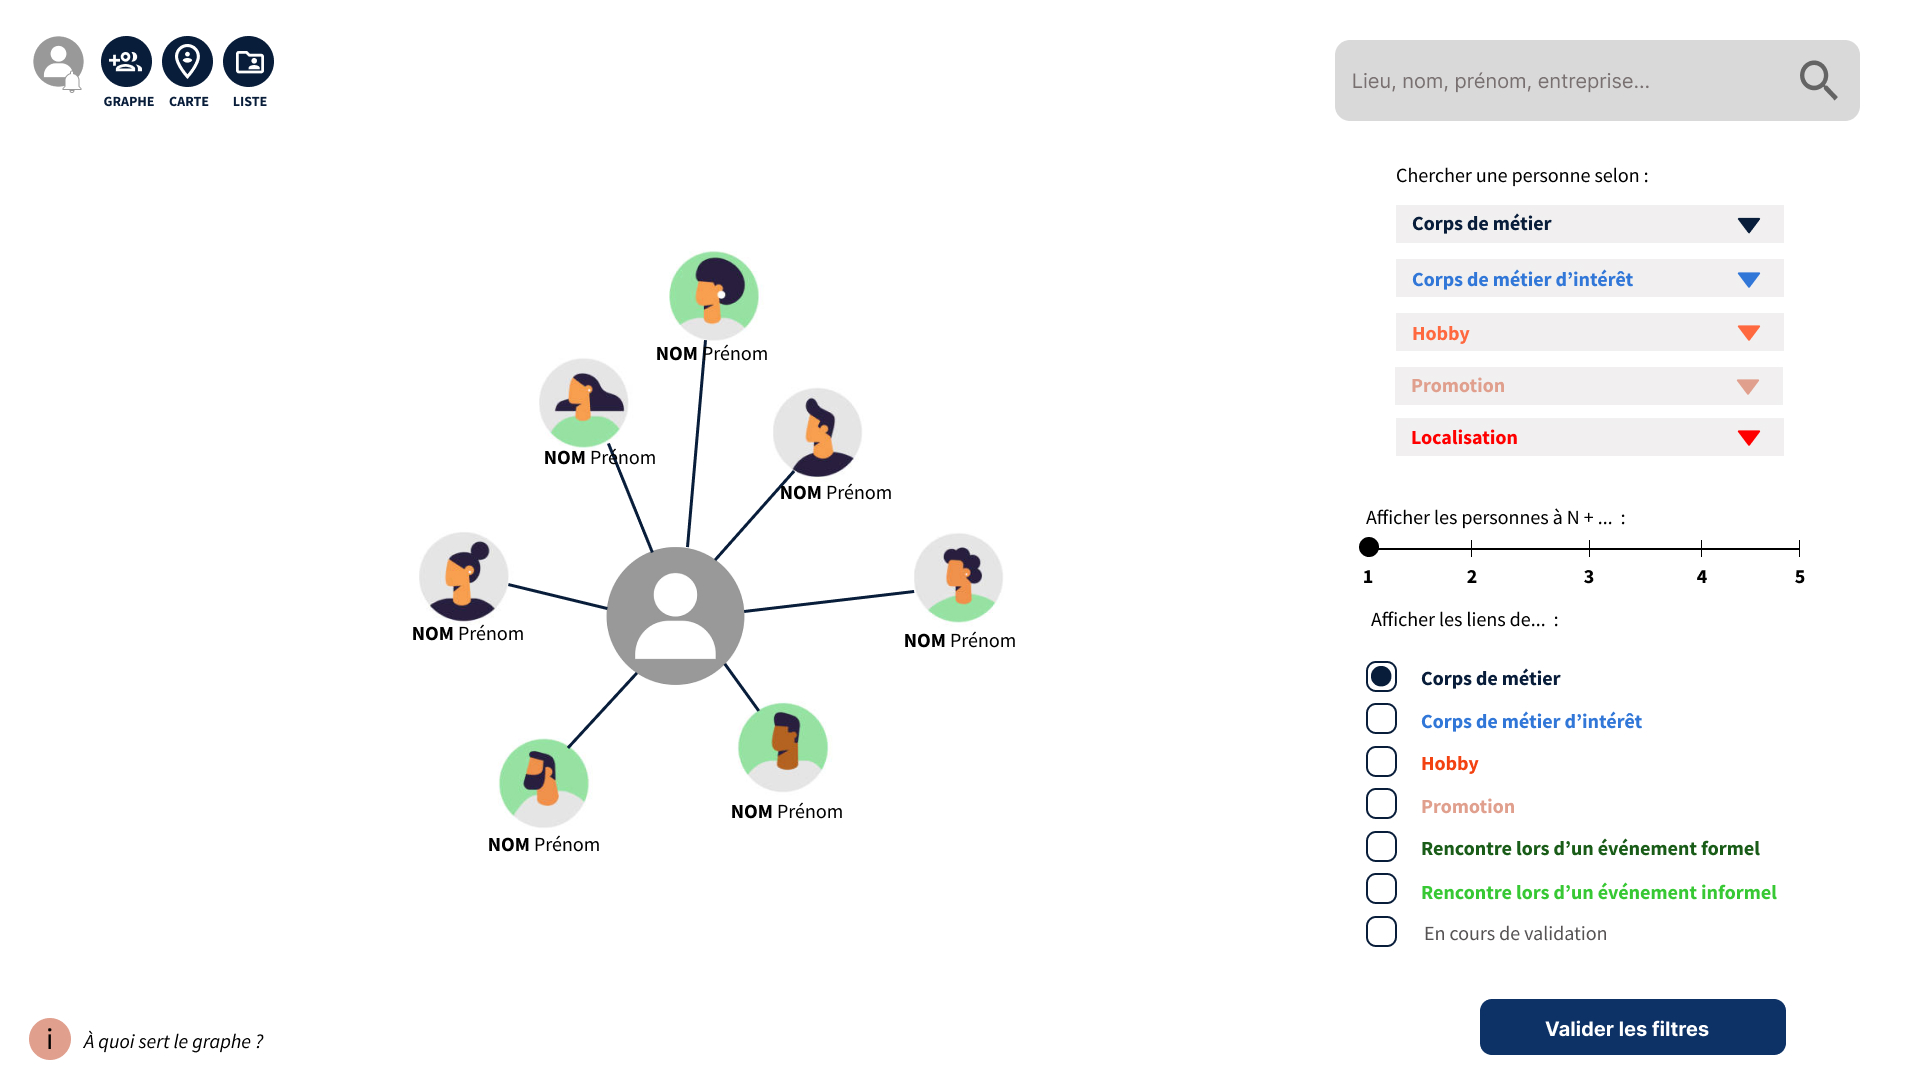 GRAPHE CARTE LISTE
Lieu, nom, prénom, entreprise...
Chercher une personne selon :
Corps de métier
Corps de métier d’intérêt
Hobby
Promotion
Localisation
Afficher les personnes à N + ... :
1 2 3 4 5
Afficher les liens de... :
Corps de métier
Corps de métier d’intérêt
Hobby
Promotion
Rencontre lors d’un événement formel
Rencontre lors d’un événement informel
En cours de validation
Valider les filtres
NOM Prénom
NOM Prénom
NOM Prénom
NOM Prénom
NOM Prénom
NOM Prénom
NOM Prénom
i À quoi sert le graphe ?